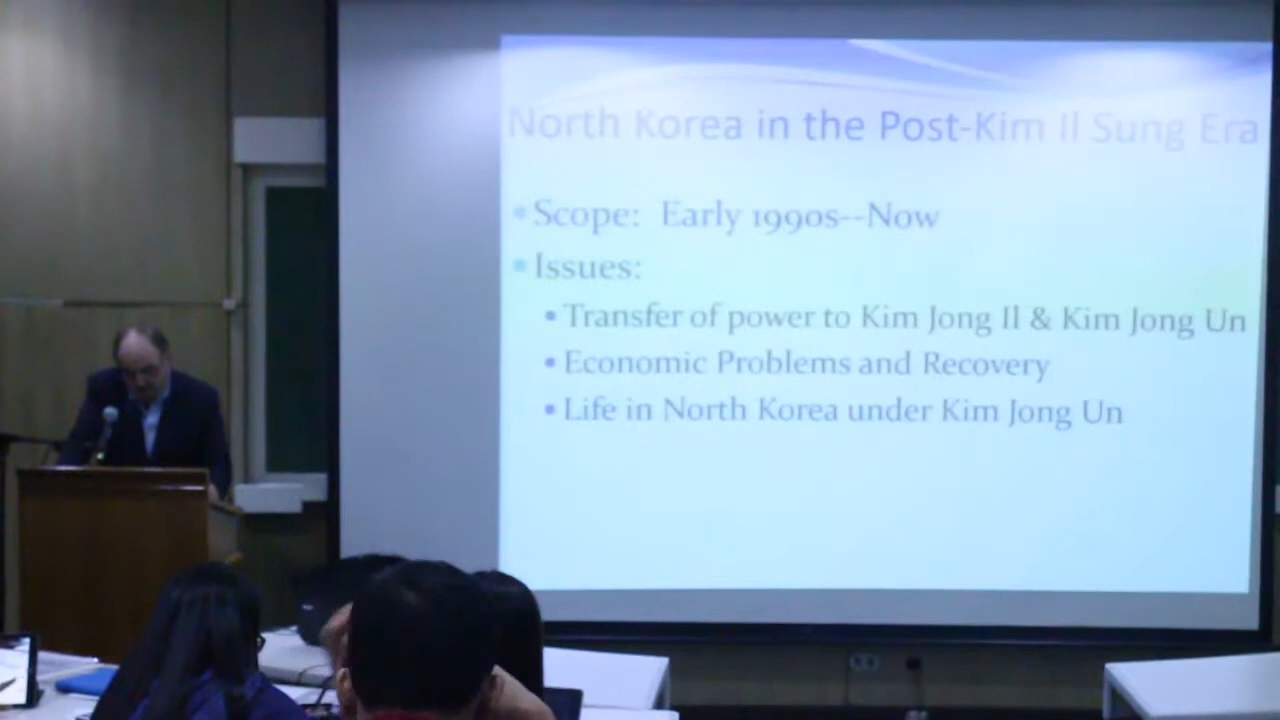 North Korea in the Post-Kim Il Sung Era
Scope: Early 1990s--Now
Issues:
Transfer of power to Kim Jong Il & Kim Jong Un
Economic Problems and Recovery
Life in North Korea under Kim Jong Un